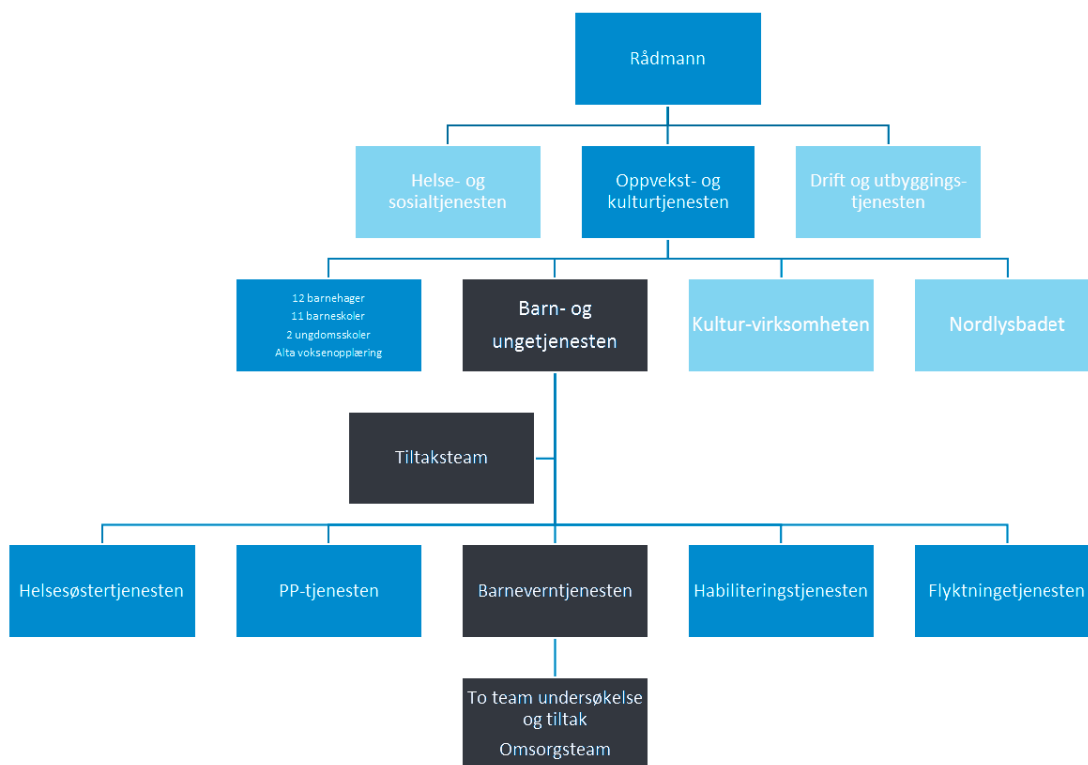 Rådmann
Helse- og
sosialtjenesten
Oppvekst- og
kulturtjenesten
Drift og utbyggings-
tjenesten
12 barnehager
11 barneskoler
2 ungdomsskoler
Alta voksenopplæring
Barn- og
ungetjenesten
Kultur-virksomheten
Nordlysbadet
Tiltaksteam
Helsesøstertjenesten
PP-tjenesten
Barneverntjenesten
Habiliteringstjenesten
Flyktningetjenesten
To team undersøkelse
og tiltak
Omsorgsteam